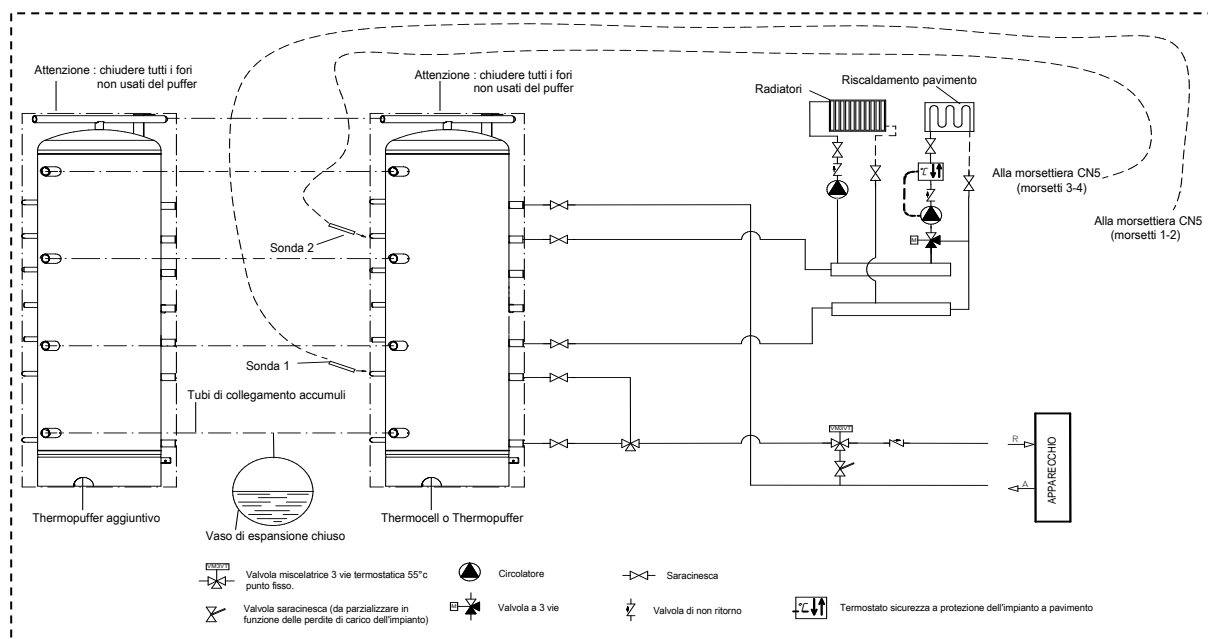 Attenzione : chiudere tutti i fori
non usati del puffer
Attenzione : chiudere tutti i fori
non usati del puffer
Radiatori
Riscaldamento pavimento
°C
Alla morsettiera CN5
(morsetti 3-4)
Alla morsettiera CN5
(morsetti 1-2)
M
Sonda 2
Sonda 1
Tubi di collegamento accumuli
VM3VT
R
A
APPARECCHIO
Thermopuffer aggiuntivo
Vaso di espansione chiuso
Thermocell o Thermopuffer
VM3VT
Valvola miscelatrice 3 vie termostatica 55°c
punto fisso.
Circolatore
Saracinesca
Valvola saracinesca (da parzializzare in
funzione delle perdite di carico dell'impianto)
M
Valvola a 3 vie
Valvola di non ritorno
°C
Termostato sicurezza a protezione dell'impianto a pavimento